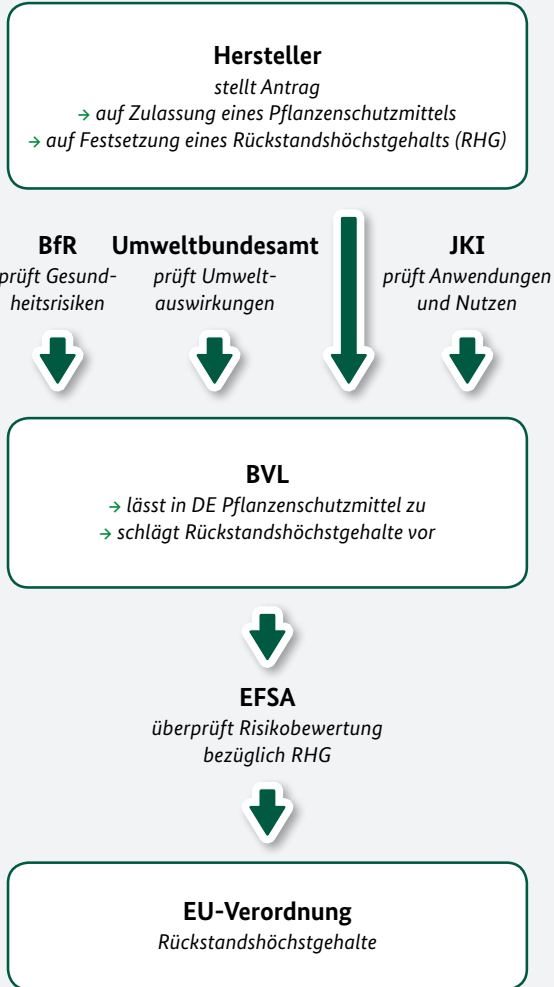 Hersteller
stellt Antrag
→ auf Zulassung eines Pflanzenschutzmittels
→ auf Festsetzung eines Rückstandshöchstgehalts (RHG)
BfR
prüft Gesund-
heitsrisiken
Umweltbundesamt
prüft Umwelt-
auswirkungen
JKI
prüft Anwendungen
und Nutzen
BVL
→ lässt in DE Pflanzenschutzmittel zu
→ schlägt Rückstandshöchstgehalte vor
EFSA
überprüft Risikobewertung
bezüglich RHG
EU-Verordnung
Rückstandshöchstgehalte